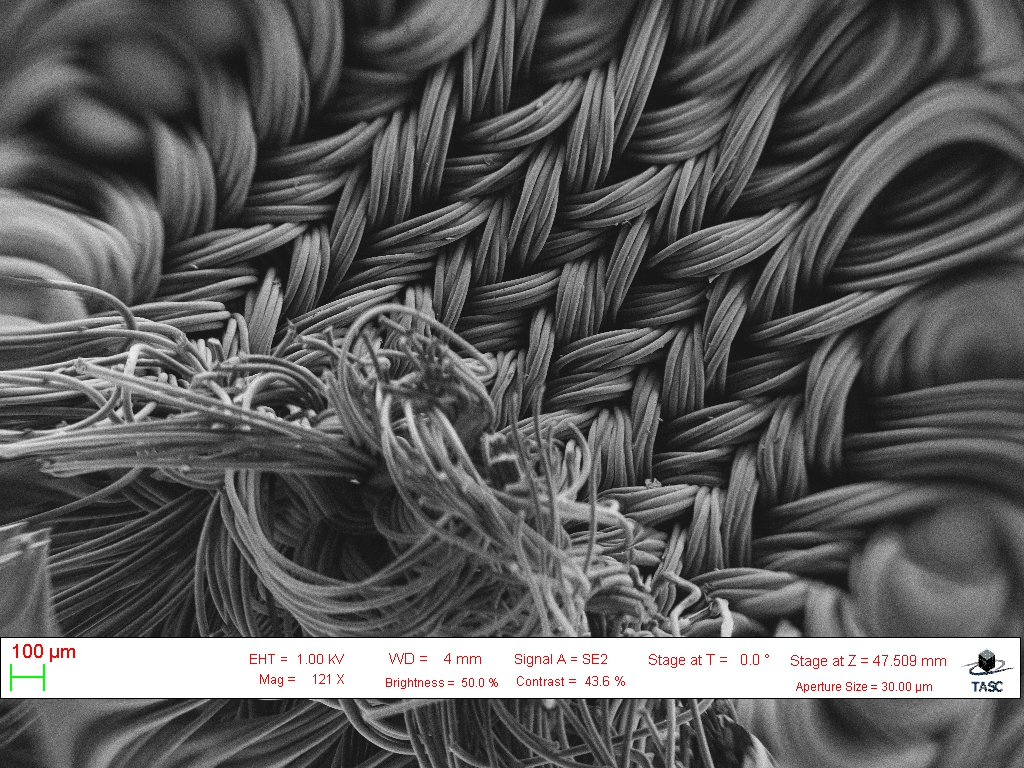 100 µm
EHT = 1.00 kV WD = 4 mm Signal A = SE2 Stage at T = 0.0 ° Stage at Z = 47.509 mm
Mag = 121 X Brightness = 50.0 % Contrast = 43.6 % Aperture Size = 30.00 µm
TASC